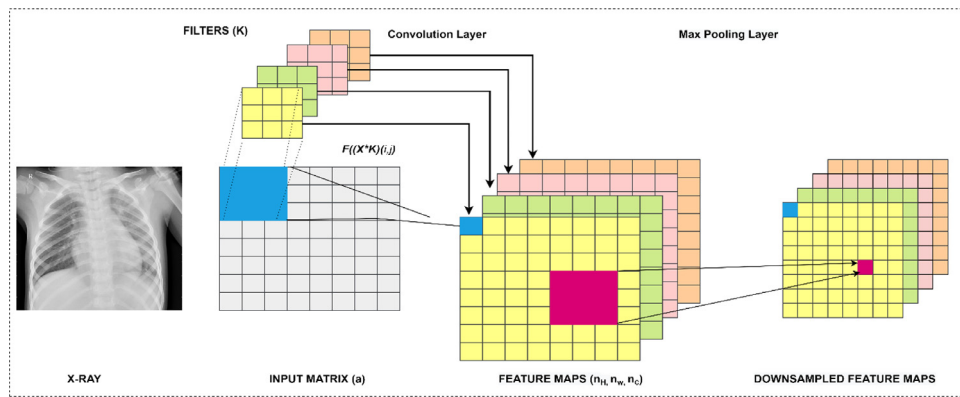 FILTERS (K)
Convolution Layer
Max Pooling Layer
F((X*K)(i,j)
R
X-RAY
INPUT MATRIX (a)
FEATURE MAPS (nH, nw, nc)
DOWNSAMPLED FEATURE MAPS